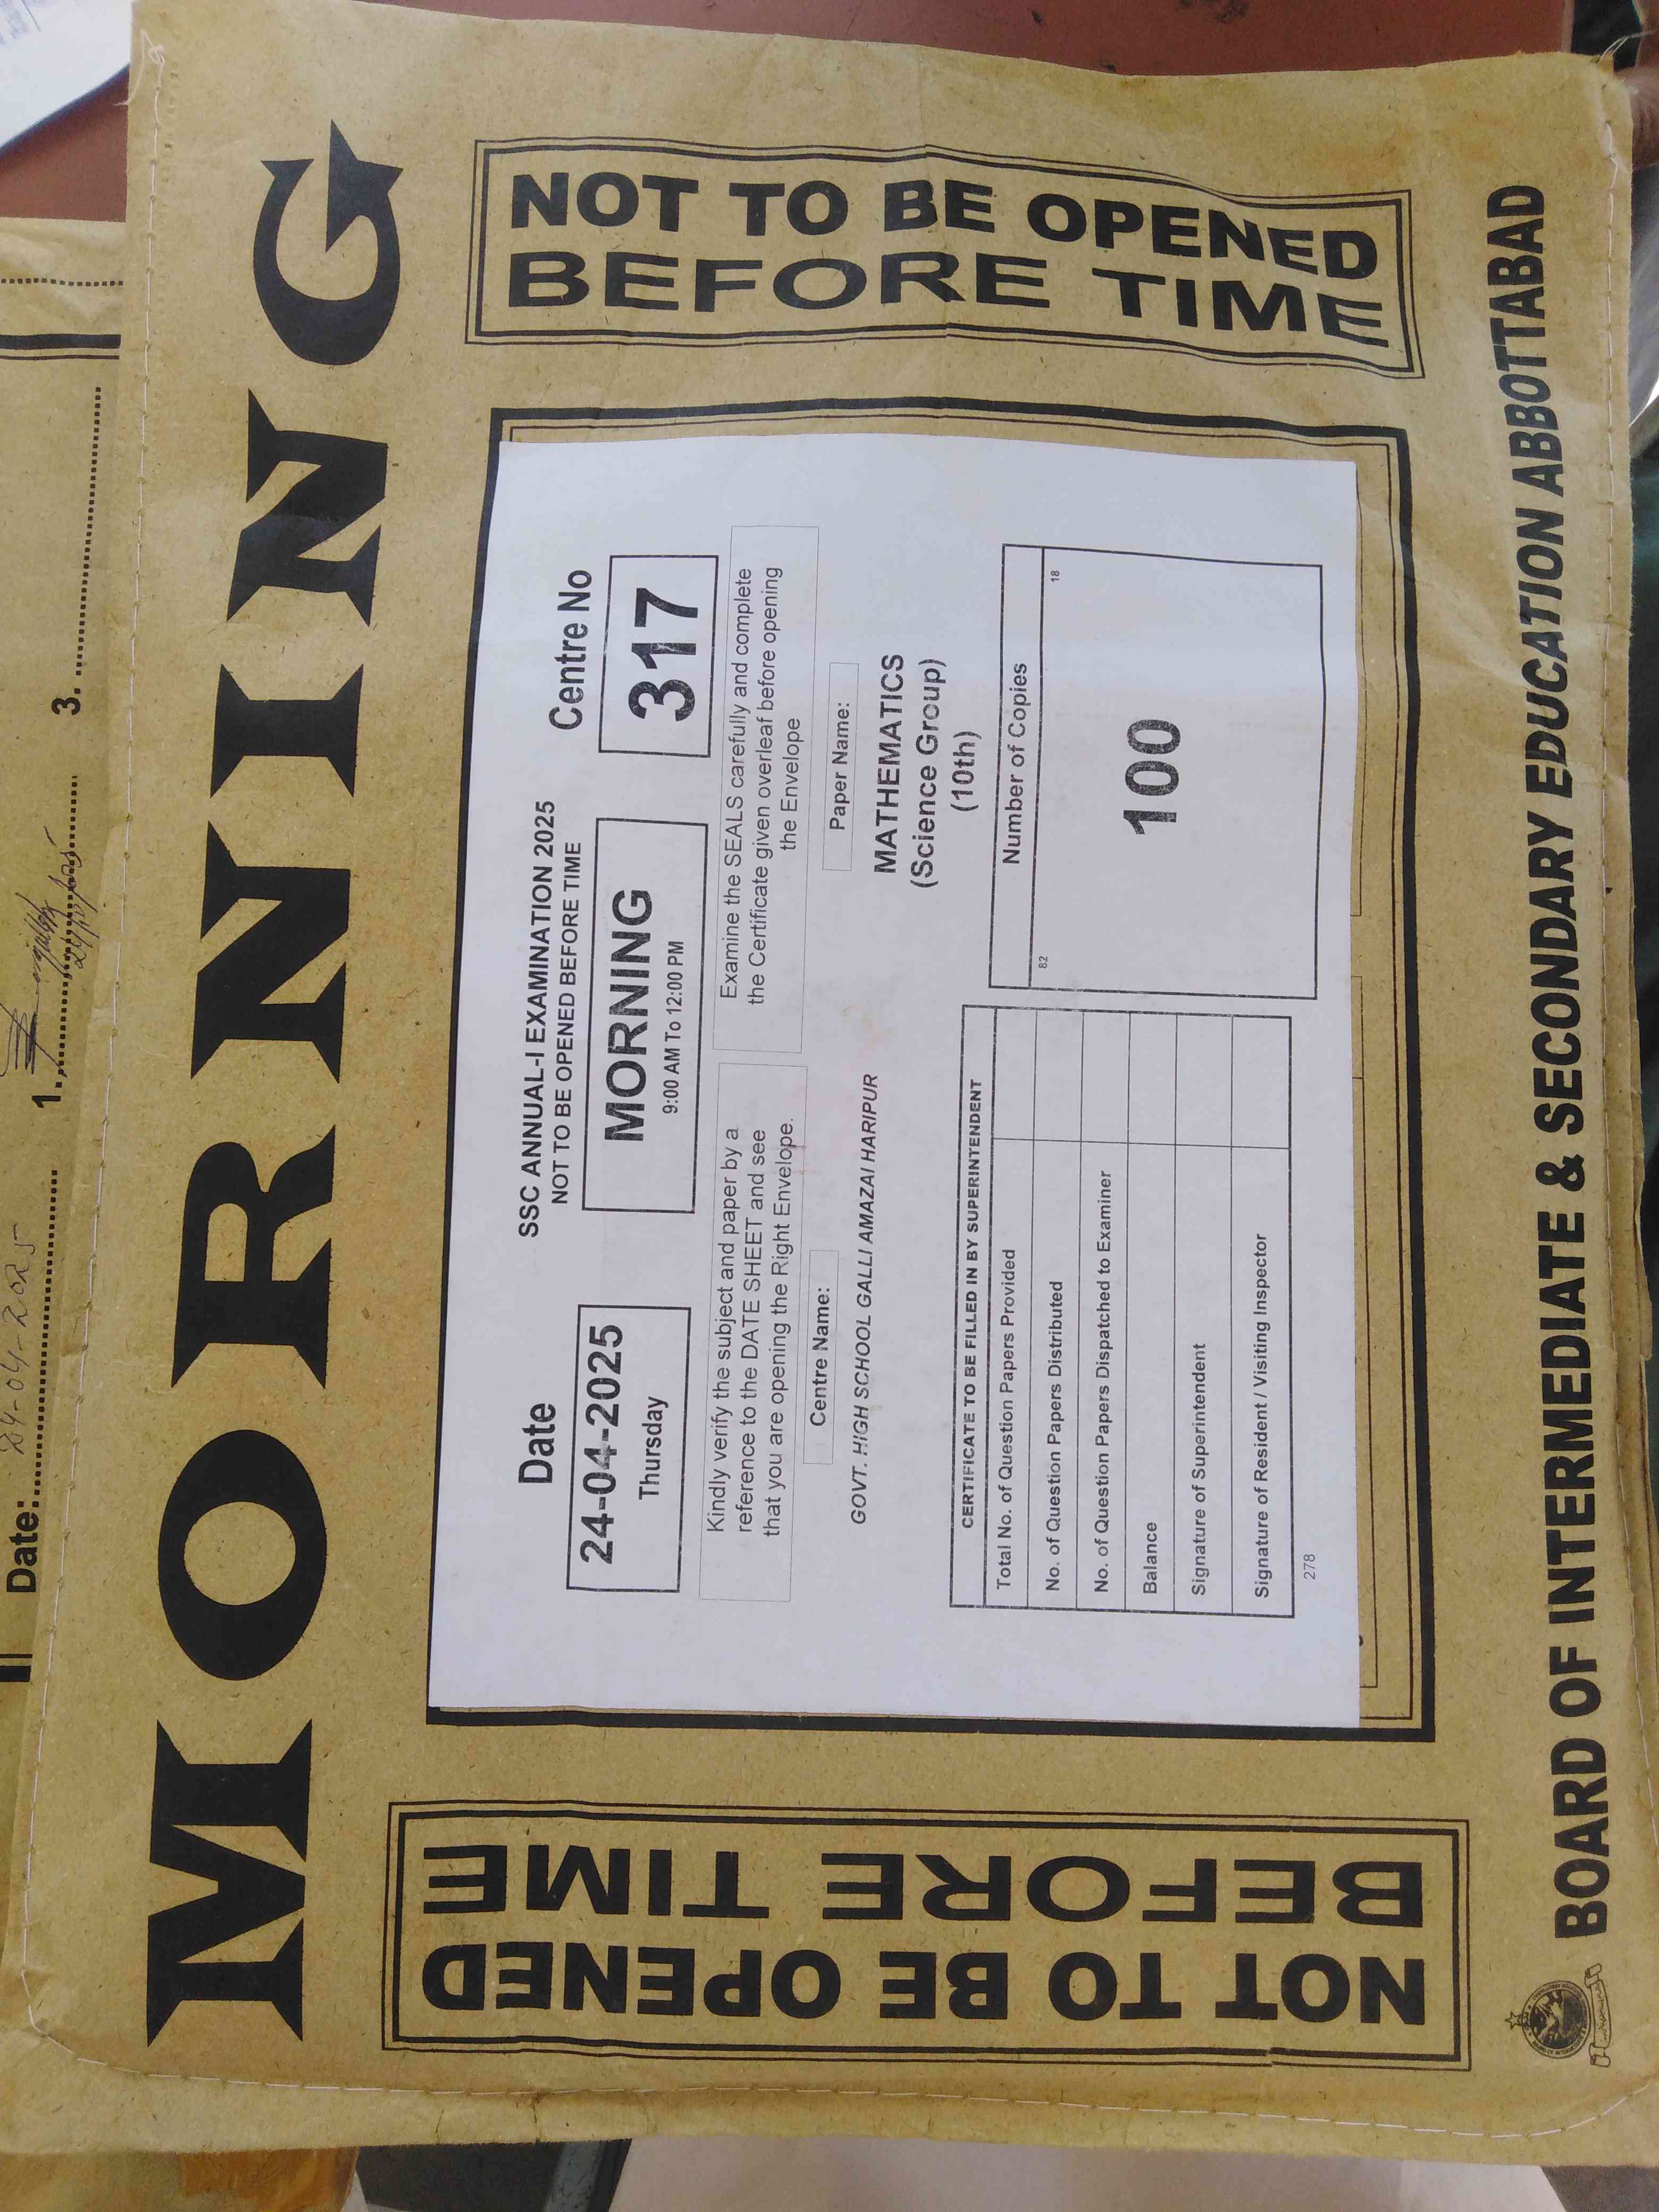 Date: 24-04-2025
1.
24/04/25
3.
MORNING
NOT TO BE OPENED
BEFORE TIME
SSC ANNUAL-I EXAMINATION 2025
NOT TO BE OPENED BEFORE TIME
Date
24-04-2025
Thursday
MORNING
9:00 AM To 12:00 PM
Centre No
317
Kindly verify the subject and paper by a
reference to the DATE SHEET and see
that you are opening the Right Envelope.
Examine the SEALS carefully and complete
the Certificate given overleaf before opening
the Envelope
Centre Name:
GOVT. HIGH SCHOOL GALLI AMAZAI HARIPUR
Paper Name:
MATHEMATICS
(Science Group)
(10th)
CERTIFICATE TO BE FILLED IN BY SUPERINTENDENT
Total No. of Question Papers Provided
No. of Question Papers Distributed
No. of Question Papers Dispatched to Examiner
Balance
Signature of Superintendent
Signature of Resident / Visiting Inspector
278
Number of Copies
82
18
100
NOT TO BE OPENED
BEFORE TIME
BOARD OF INTERMEDIATE & SECONDARY EDUCATION ABBOTTABAD